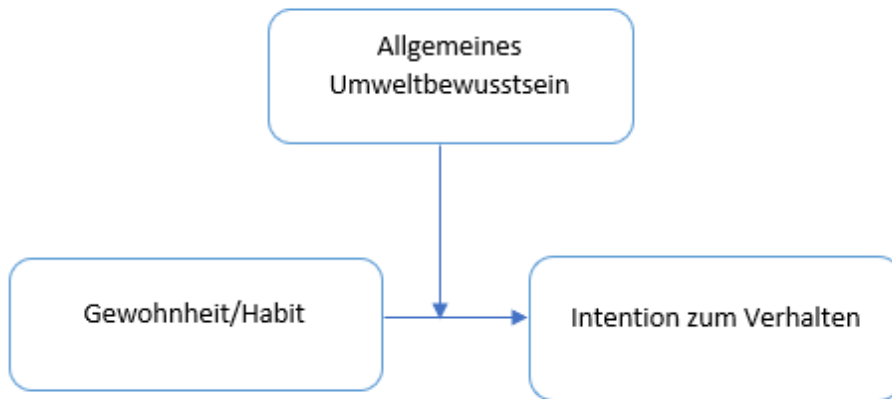 Allgemeines
Umweltbewusstsein
Gewohnheit/Habit
Intention zum Verhalten